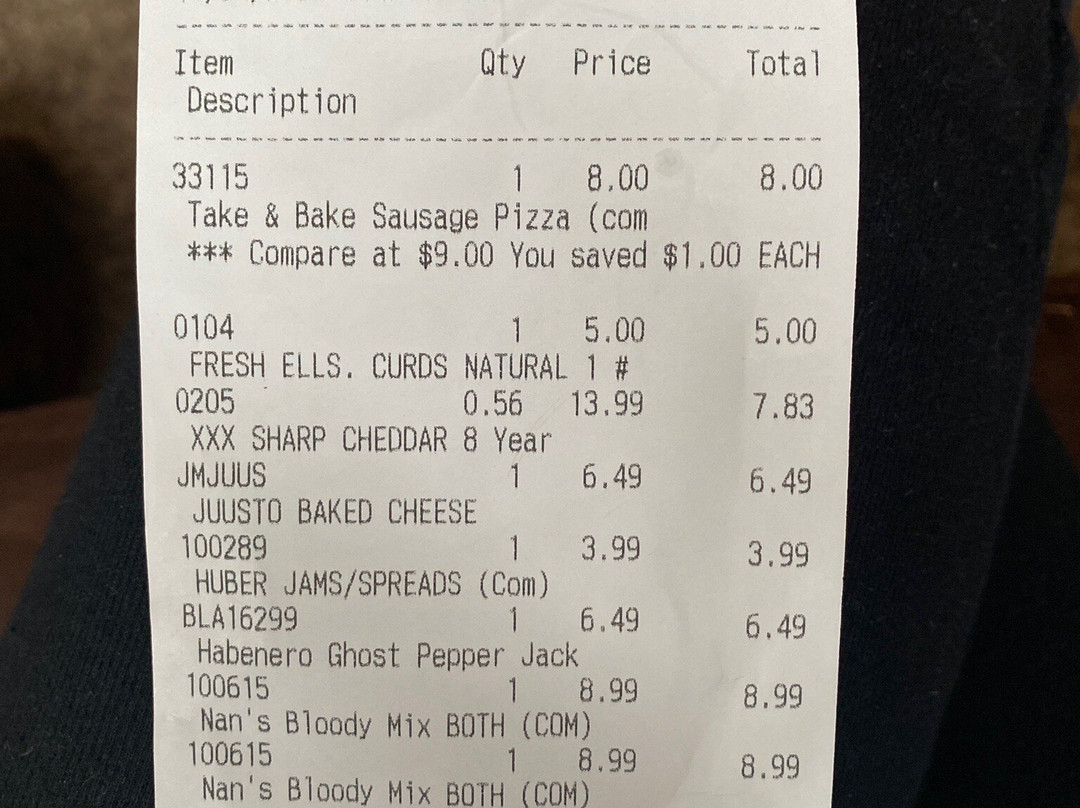 Item Qty Price Total
Description
33115 1 8.00 8.00
Take & Bake Sausage Pizza (com
*** Compare at $9.00 You saved $1.00 EACH
0104 1 5.00 5.00
FRESH ELLS. CURDS NATURAL 1 #
0205 0.56 13.99 7.83
XXX SHARP CHEDDAR 8 Year
JMJUUS 1 6.49 6.49
JUUSTO BAKED CHEESE
100289 1 3.99 3.99
HUBER JAMS/SPREADS (Com)
BLA16299 1 6.49 6.49
Habenero Ghost Pepper Jack
100615 1 8.99 8.99
Nan's Bloody Mix BOTH (COM)
100615 1 8.99 8.99
Nan's Bloody Mix BOTH (COM)